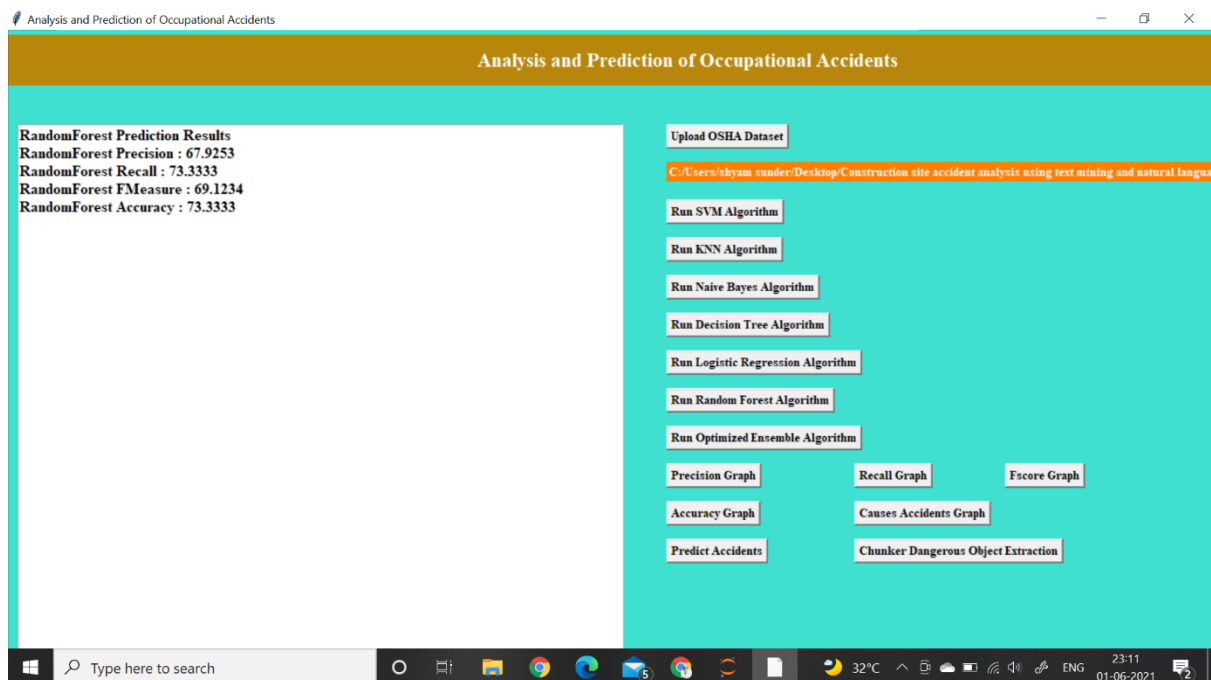 Analysis and Prediction of Occupational Accidents
Analysis and Prediction of Occupational Accidents
RandomForest Prediction Results
RandomForest Precision : 67.9253
RandomForest Recall : 73.3333
RandomForest FMeasure : 69.1234
RandomForest Accuracy : 73.3333
Upload OSHA Dataset
C:/Users/shyam sunder/Desktop/Construction site accident analysis using text mining and natural langua
Run SVM Algorithm
Run KNN Algorithm
Run Naive Bayes Algorithm
Run Decision Tree Algorithm
Run Logistic Regression Algorithm
Run Random Forest Algorithm
Run Optimized Ensemble Algorithm
Precision Graph Recall Graph Fscore Graph
Accuracy Graph Causes Accidents Graph
Predict Accidents Chunker Dangerous Object Extraction
Type here to search 5 32°C ENG 23:11
01-06-2021 2